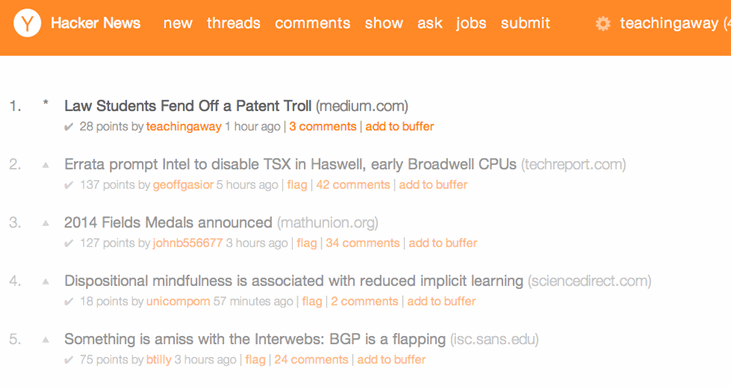 Y Hacker News new threads comments show ask jobs submit teachingaway (4
1. * Law Students Fend Off a Patent Troll (medium.com)
✔ 28 points by teachingaway 1 hour ago | 3 comments | add to buffer
2. ▲ Errata prompt Intel to disable TSX in Haswell, early Broadwell CPUs (techreport.com)
✔ 137 points by geoffgasior 5 hours ago | flag | 42 comments | add to buffer
3. ▲ 2014 Fields Medals announced (mathunion.org)
✔ 127 points by johnb556677 3 hours ago | flag | 34 comments | add to buffer
4. ▲ Dispositional mindfulness is associated with reduced implicit learning (sciencedirect.com)
✔ 18 points by unicornporn 57 minutes ago | flag | 2 comments | add to buffer
5. ▲ Something is amiss with the Interwebs: BGP is a flapping (isc.sans.edu)
✔ 75 points by btilly 3 hours ago | flag | 24 comments | add to buffer